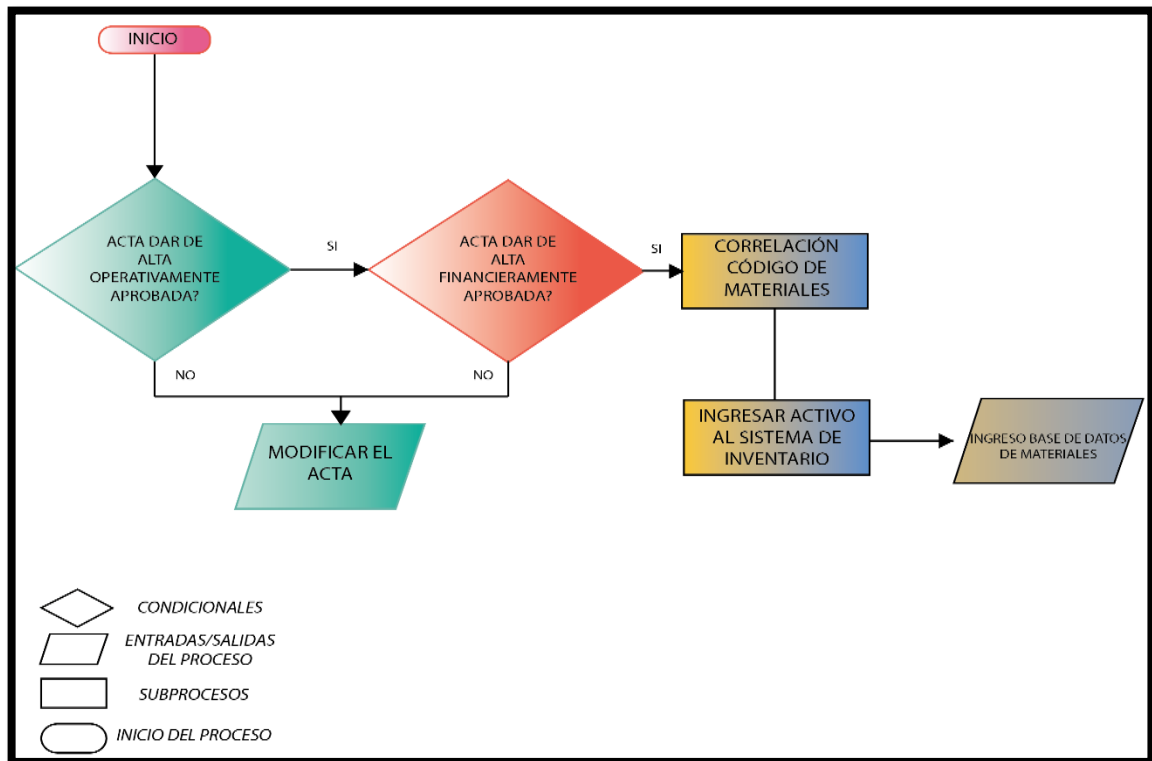 INICIO
ACTA DAR DE
ALTA
OPERATIVAMENTE
APROBADA?
SI
ACTA DAR DE
ALTA
FINANCIERAMENTE
APROBADA?
SI
CORRELACIÓN
CÓDIGO DE
MATERIALES
NO
NO
MODIFICAR EL
ACTA
INGRESAR ACTIVO
AL SISTEMA DE
INVENTARIO
INGRESO BASE DE DATOS
DE MATERIALES
CONDICIONALES
ENTRADAS/SALIDAS
DEL PROCESO
SUBPROCESOS
INICIO DEL PROCESO